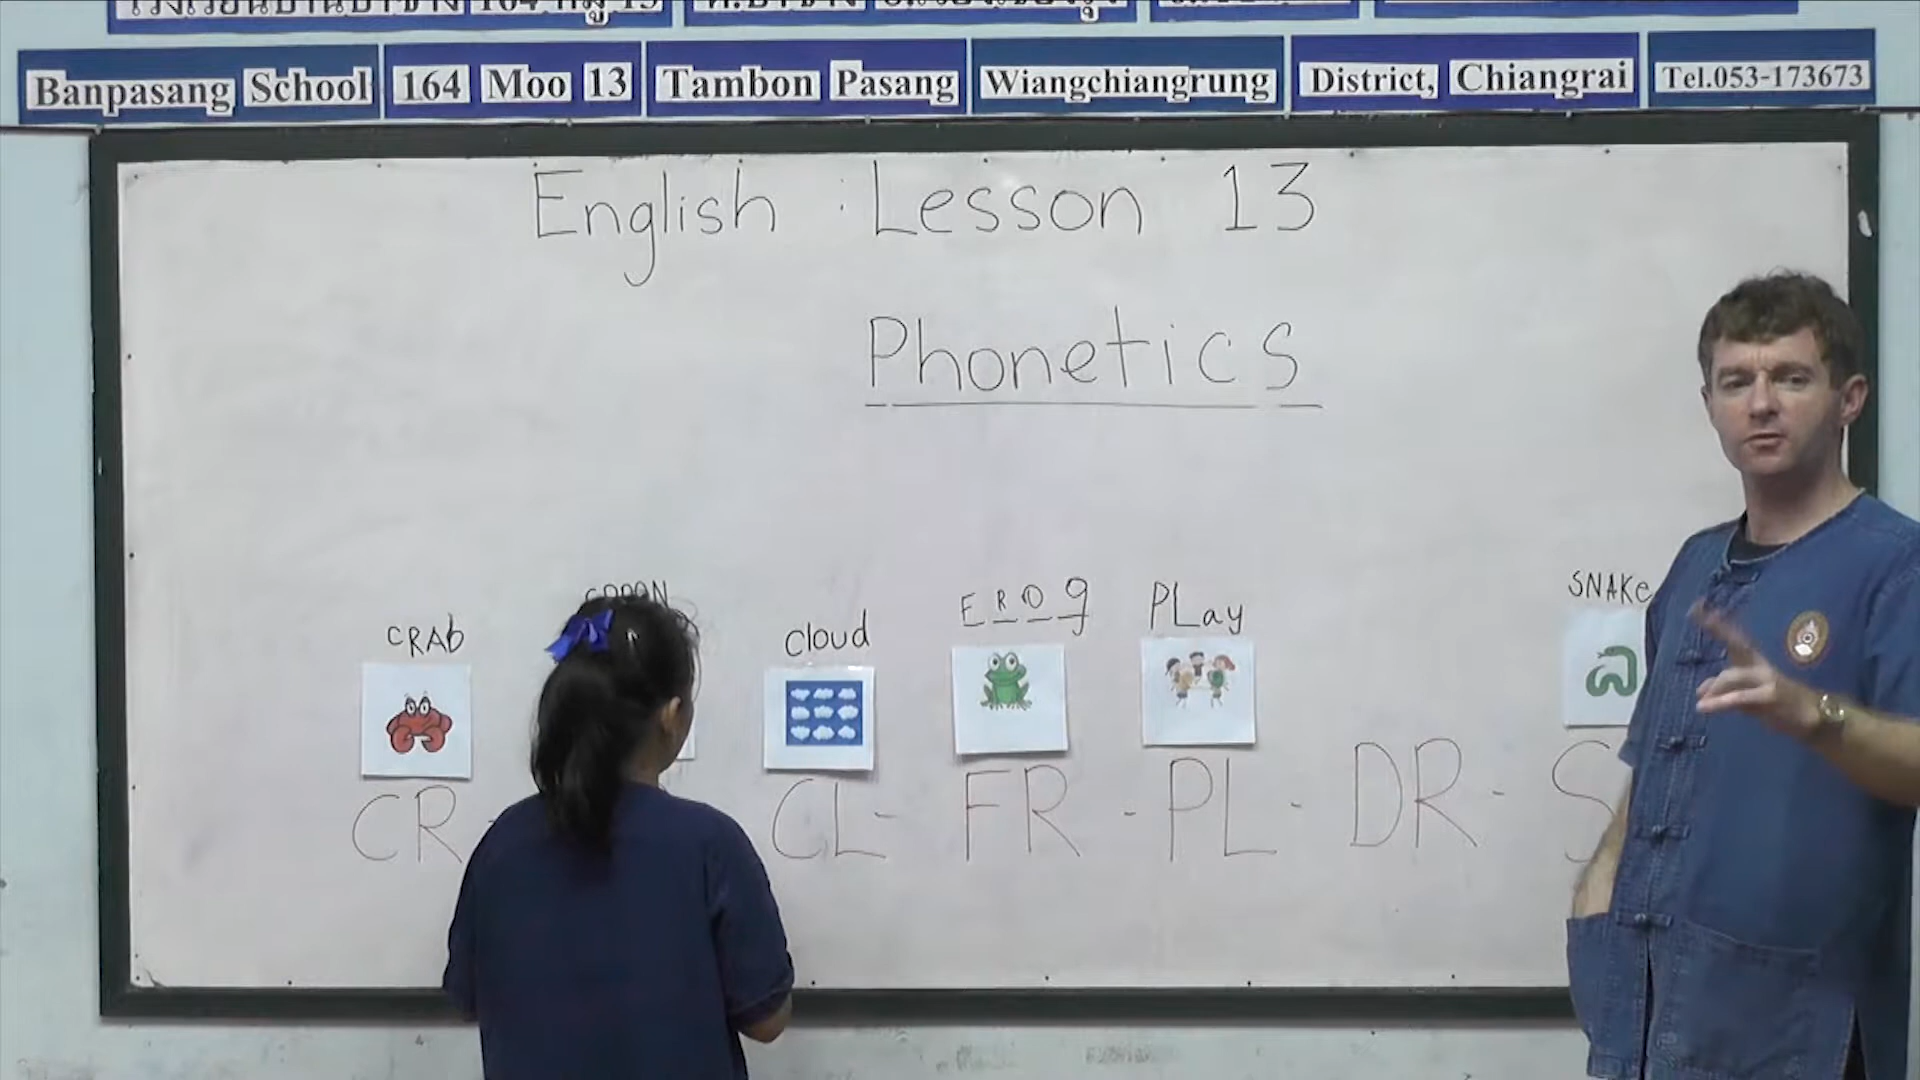 Banpasang School 164 Moo 13 Tambon Pasang Wiangchiangrung District, Chiangrai Tel.053-173673
English : Lesson 13
Phonetics
CRAb cloud EROg PLay SNAKe
CR - CL - FR - PL - DR - S